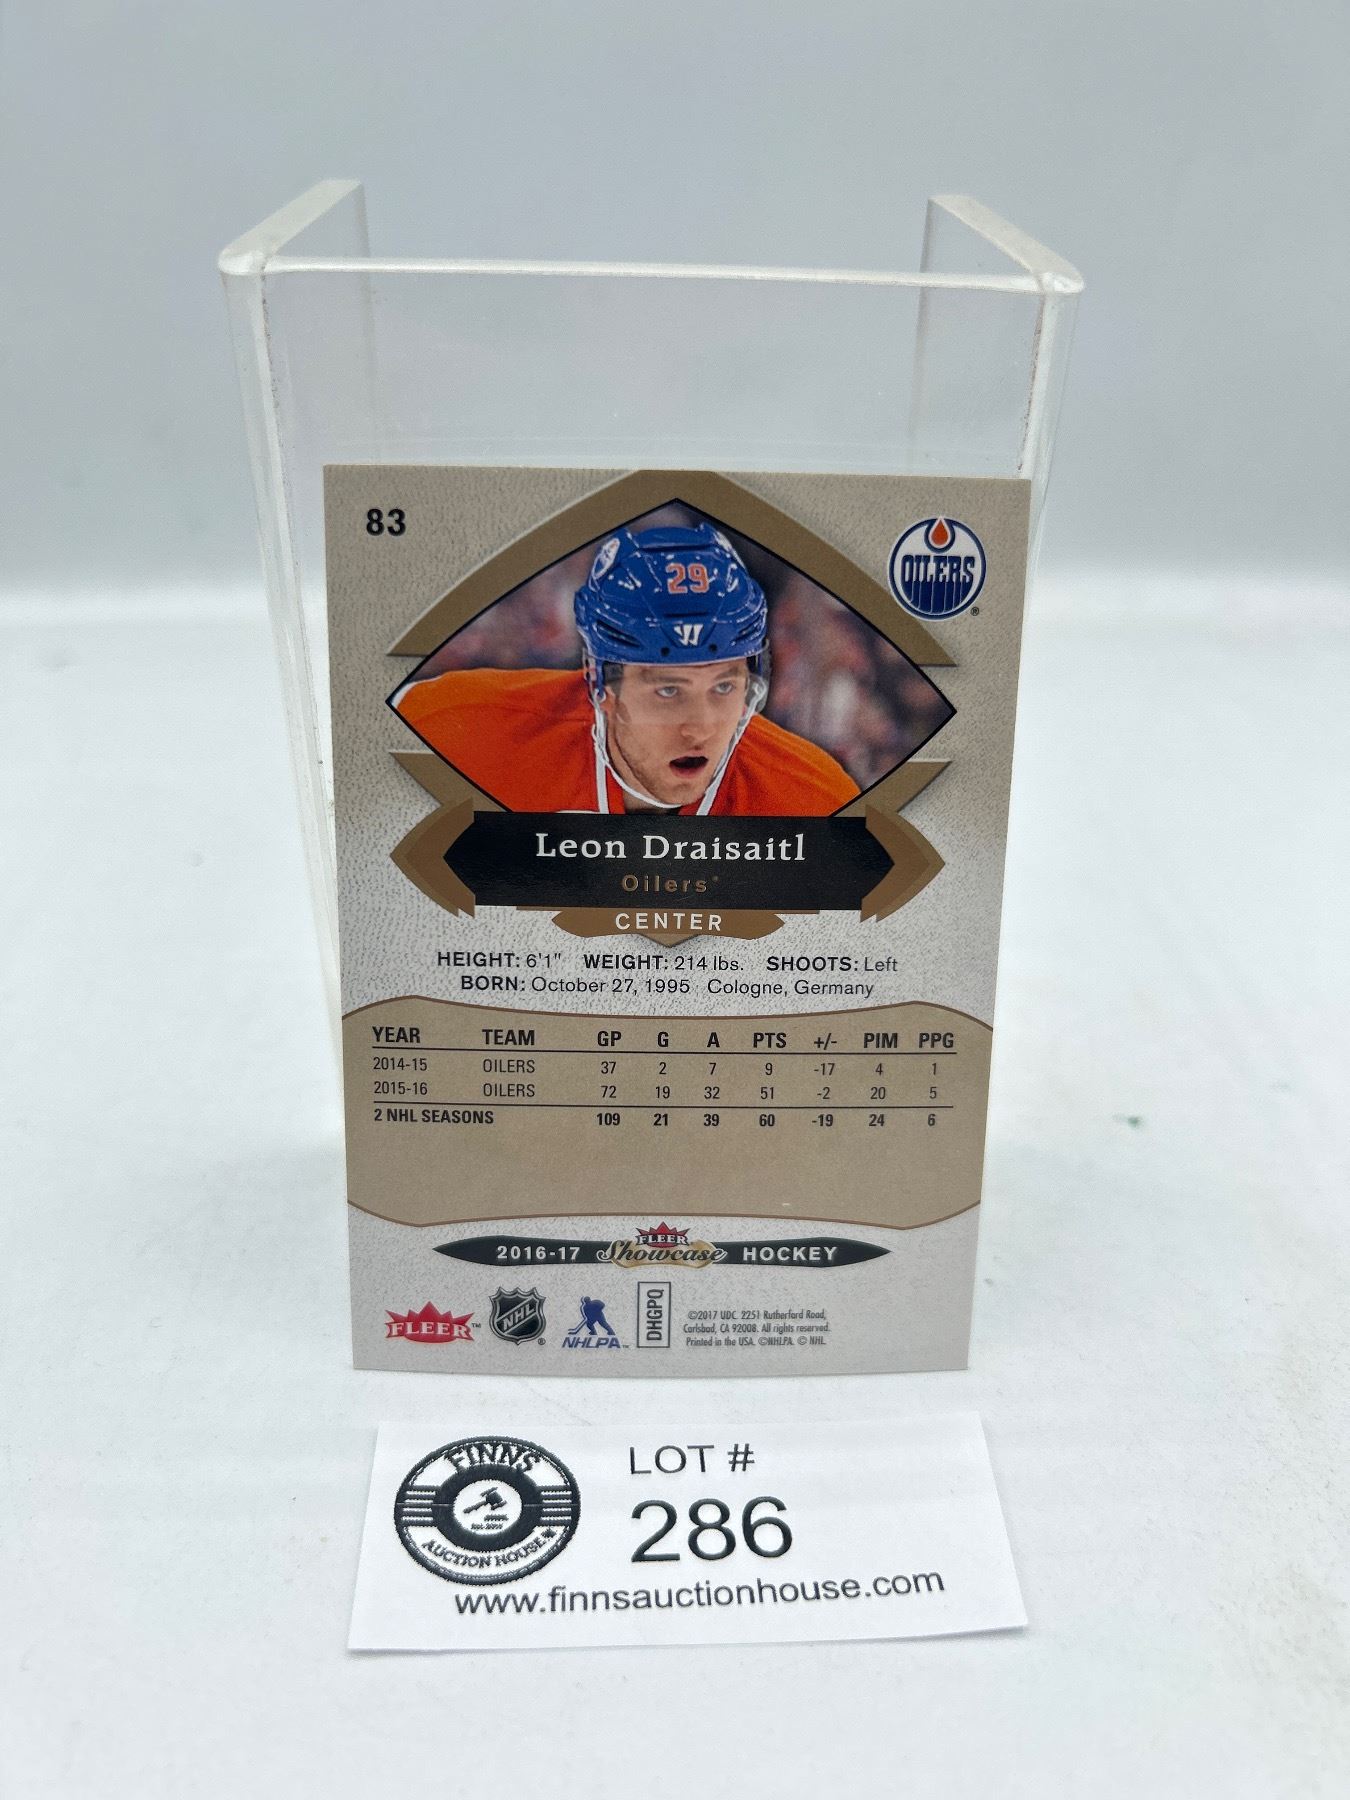 83
OILERS
29
Leon Draisaitl
Oilers
CENTER
HEIGHT: 6'1" WEIGHT: 214 lbs. SHOOTS: Left
BORN: October 27, 1995 Cologne, Germany
YEAR TEAM GP G A PTS +/- PIM PPG
2014-15 OILERS 37 2 7 9 -17 4 1
2015-16 OILERS 72 19 32 51 -2 20 5
2 NHL SEASONS 109 21 39 60 -19 24 6
2016-17 FLEER Showcase HOCKEY
FLEER™ NHL NHLPA™ DHGPQ
©2017 UDC. 2251 Rutherford Road,
Carlsbad, CA 92008. All rights reserved.
Printed in the USA. ©NHLPA. © NHL.
FINNS
AUCTION HOUSE
LOT #
286
www.finnsauctionhouse.com